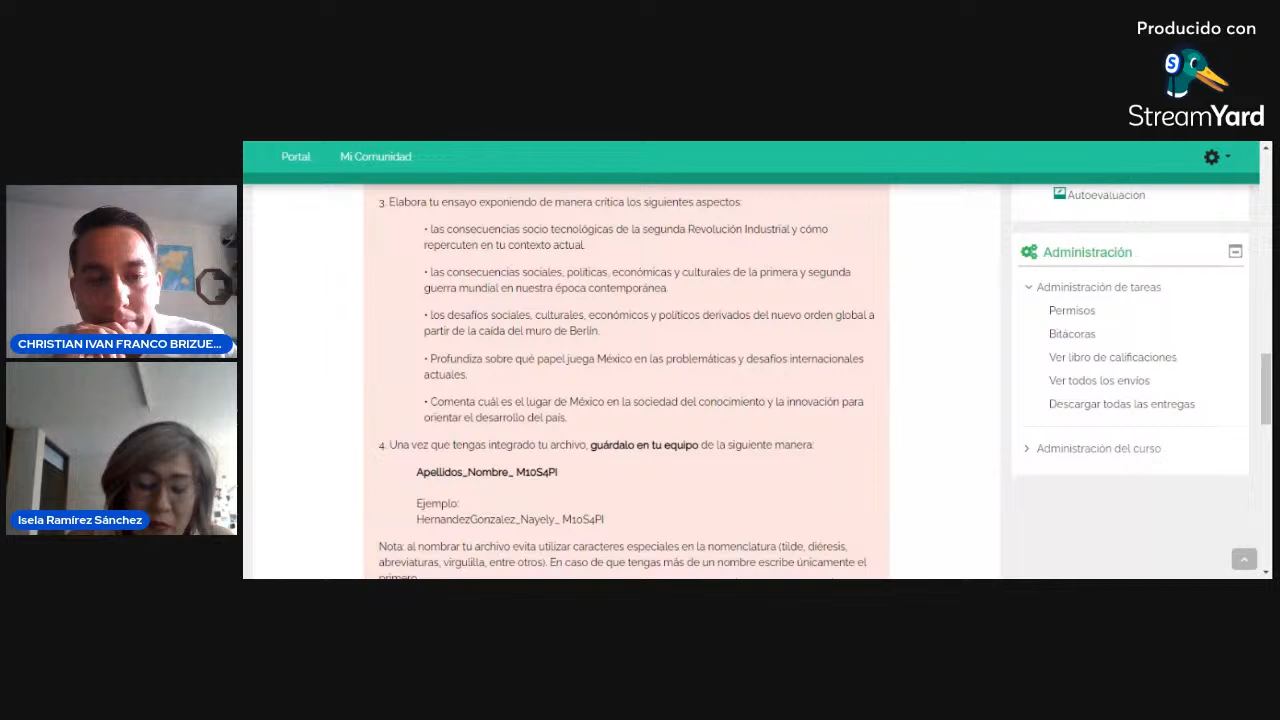 Producido con
StreamYard
Portal
Mi Comunidad
3. Elabora tu ensayo exponiendo de manera crítica los siguientes aspectos:
• las consecuencias socio tecnológicas de la segunda Revolución Industrial y cómo
repercuten en tu contexto actual.
• las consecuencias sociales, políticas, económicas y culturales de la primera y segunda
guerra mundial en nuestra época contemporánea.
• los desafíos sociales, culturales, económicos y políticos derivados del nuevo orden global a
partir de la caída del muro de Berlín.
• Profundiza sobre qué papel juega México en las problemáticas y desafíos internacionales
actuales.
• Comenta cuál es el lugar de México en la sociedad del conocimiento y la innovación para
orientar el desarrollo del país.
4. Una vez que tengas integrado tu archivo, guárdalo en tu equipo de la siguiente manera:
Apellidos_Nombre_ M10S4PI
Ejemplo:
HernandezGonzalez_Nayely_ M10S4PI
Nota: al nombrar tu archivo evita utilizar caracteres especiales en la nomenclatura (tilde, diéresis,
abreviaturas, virgulilla, entre otros). En caso de que tengas más de un nombre escribe únicamente el
primero
Autoevaluación
Administración
Administración de tareas
Permisos
Bitácoras
Ver libro de calificaciones
Ver todos los envíos
Descargar todas las entregas
Administración del curso
CHRISTIAN IVAN FRANCO BRIZUE...
Isela Ramírez Sánchez